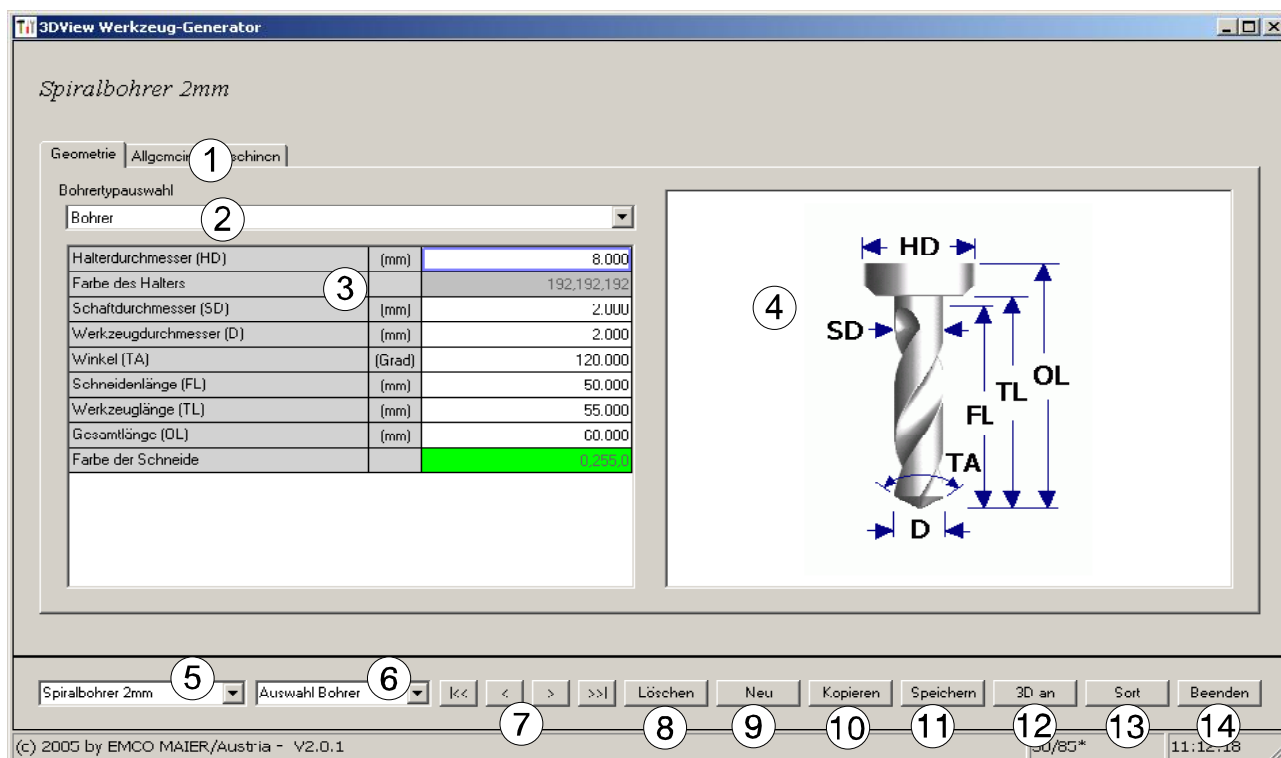 3DView Werkzeug-Generator
Spiralbohrer 2mm
Geometrie Allgemein 1
Bohrertypauswahl
Bohrer 2
Halterdurchmesser (HD) (mm) 8.000
Farbe des Halters 3 192,192,192
Schaftdurchmesser (SD) (mm) 2.000
Werkzeugdurchmesser (D) (mm) 2.000
Winkel (TA) (Grad) 120.000
Schneidenlänge (FL) (mm) 50.000
Werkzeuglänge (TL) (mm) 55.000
Gesamtlänge (OL) (mm) 60.000
Farbe der Schneide 0,255,0
HD
4
SD
OL
TL
FL
TA
D
Spiralbohrer 2mm 5 Auswahl Bohrer 6 |<< < > >>| Löschen Neu Kopieren Speichern 3D an Sort Beenden
7 8 9 10 11 12 13 14
(c) 2005 by EMCO MAIER/Austria - V2.0.1 /85* 11:12:18